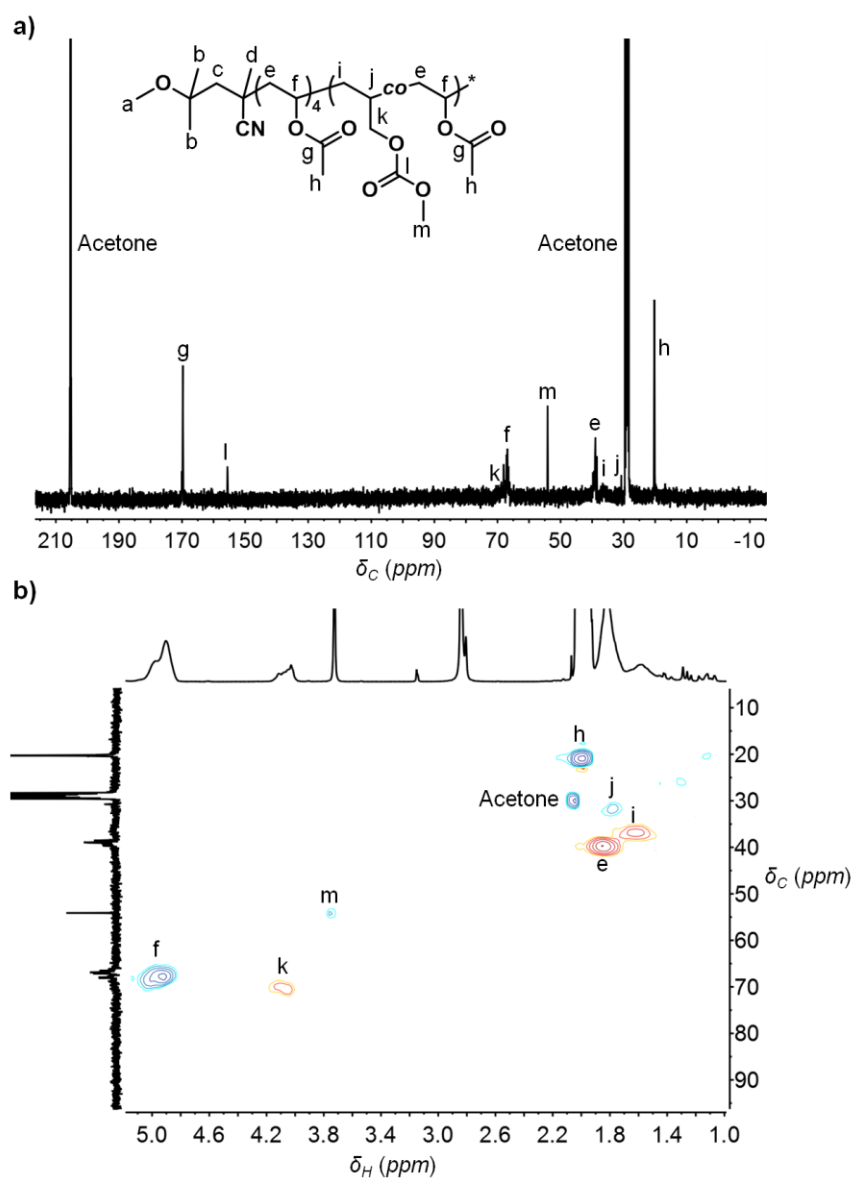 a)
b d i e
c e f j co f *
O 4
a k
b CN O O O O O
g l g
h O O h
m
Acetone Acetone
g h
m
l f e
k i j
210 190 170 150 130 110 90 70 50 30 10 -10
δC (ppm)
b)
10
h 20
Acetone j 30
i
e 40
m 50
δC (ppm)
f 60
k 70
80
90
5.0 4.6 4.2 3.8 3.4 3.0 2.6 2.2 1.8 1.4 1.0
δH (ppm)